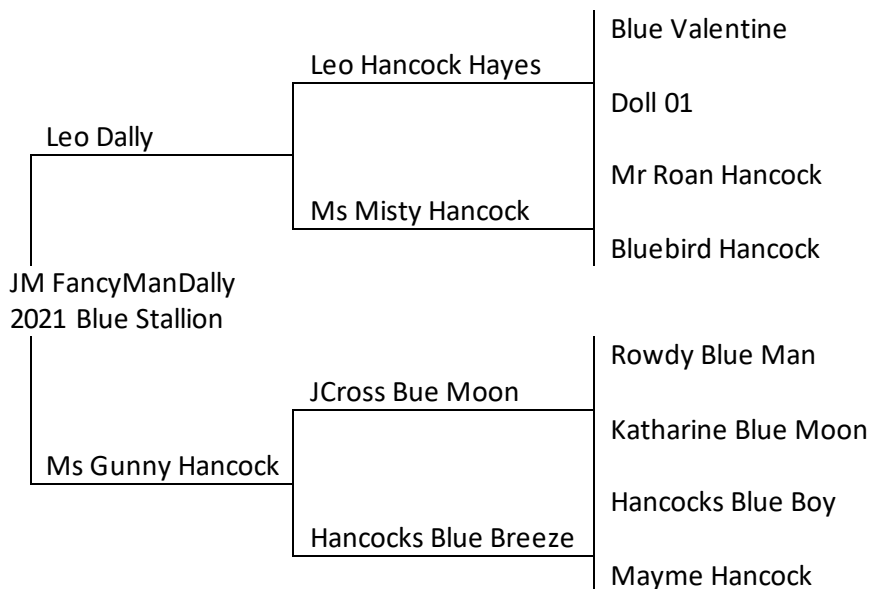 Blue Valentine
Leo Hancock Hayes
Doll 01
Leo Dally
Mr Roan Hancock
Ms Misty Hancock
Bluebird Hancock
JM FancyManDally
2021 Blue Stallion
Rowdy Blue Man
JCross Bue Moon
Katharine Blue Moon
Ms Gunny Hancock
Hancocks Blue Boy
Hancocks Blue Breeze
Mayme Hancock